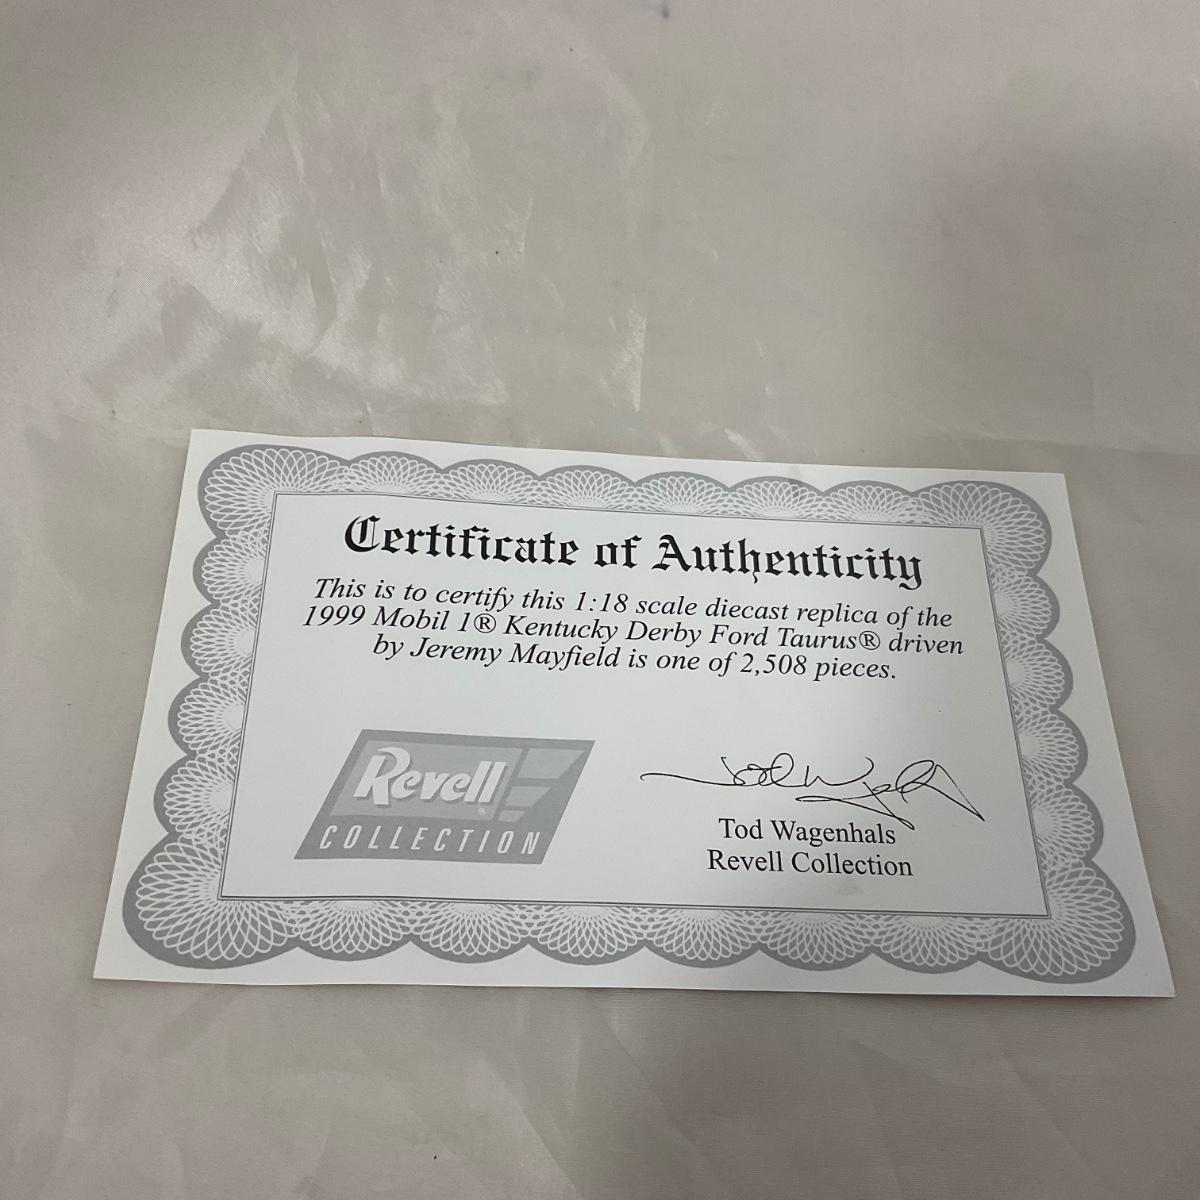 Certificate of Authenticity
This is to certify this 1:18 scale diecast replica of the
1999 Mobil 1® Kentucky Derby Ford Taurus® driven
by Jeremy Mayfield is one of 2,508 pieces.
Revell®
COLLECTION
Tod Wagenhals
Revell Collection